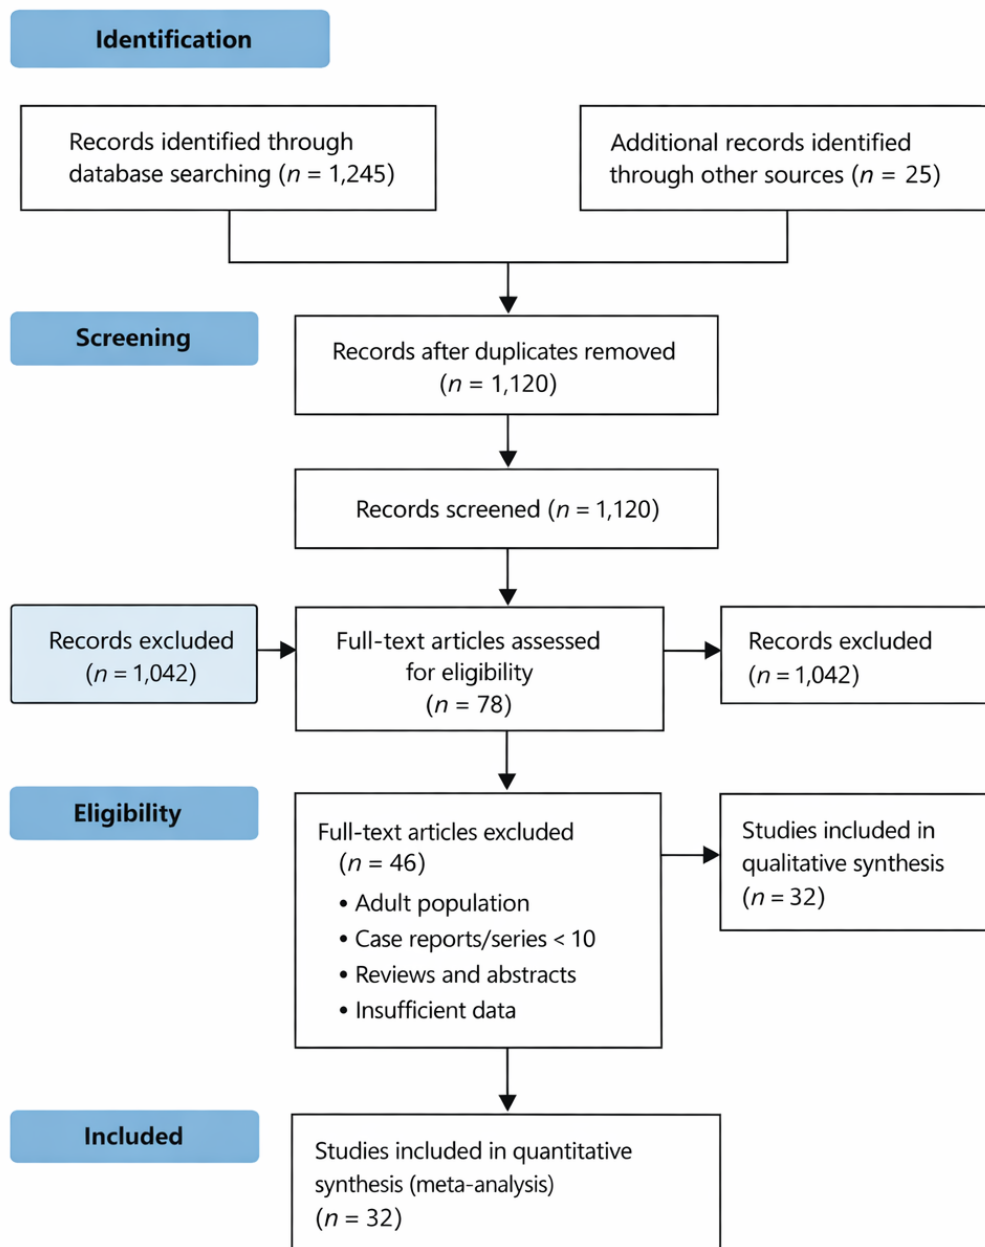 Identification
Records identified through
database searching (n = 1,245)
Additional records identified
through other sources (n = 25)
Screening
Records after duplicates removed
(n = 1,120)
Records screened (n = 1,120)
Records excluded
(n = 1,042)
Full-text articles assessed
for eligibility
(n = 78)
Records excluded
(n = 1,042)
Eligibility
Full-text articles excluded
(n = 46)
• Adult population
• Case reports/series < 10
• Reviews and abstracts
• Insufficient data
Studies included in
qualitative synthesis
(n = 32)
Included
Studies included in quantitative
synthesis (meta-analysis)
(n = 32)